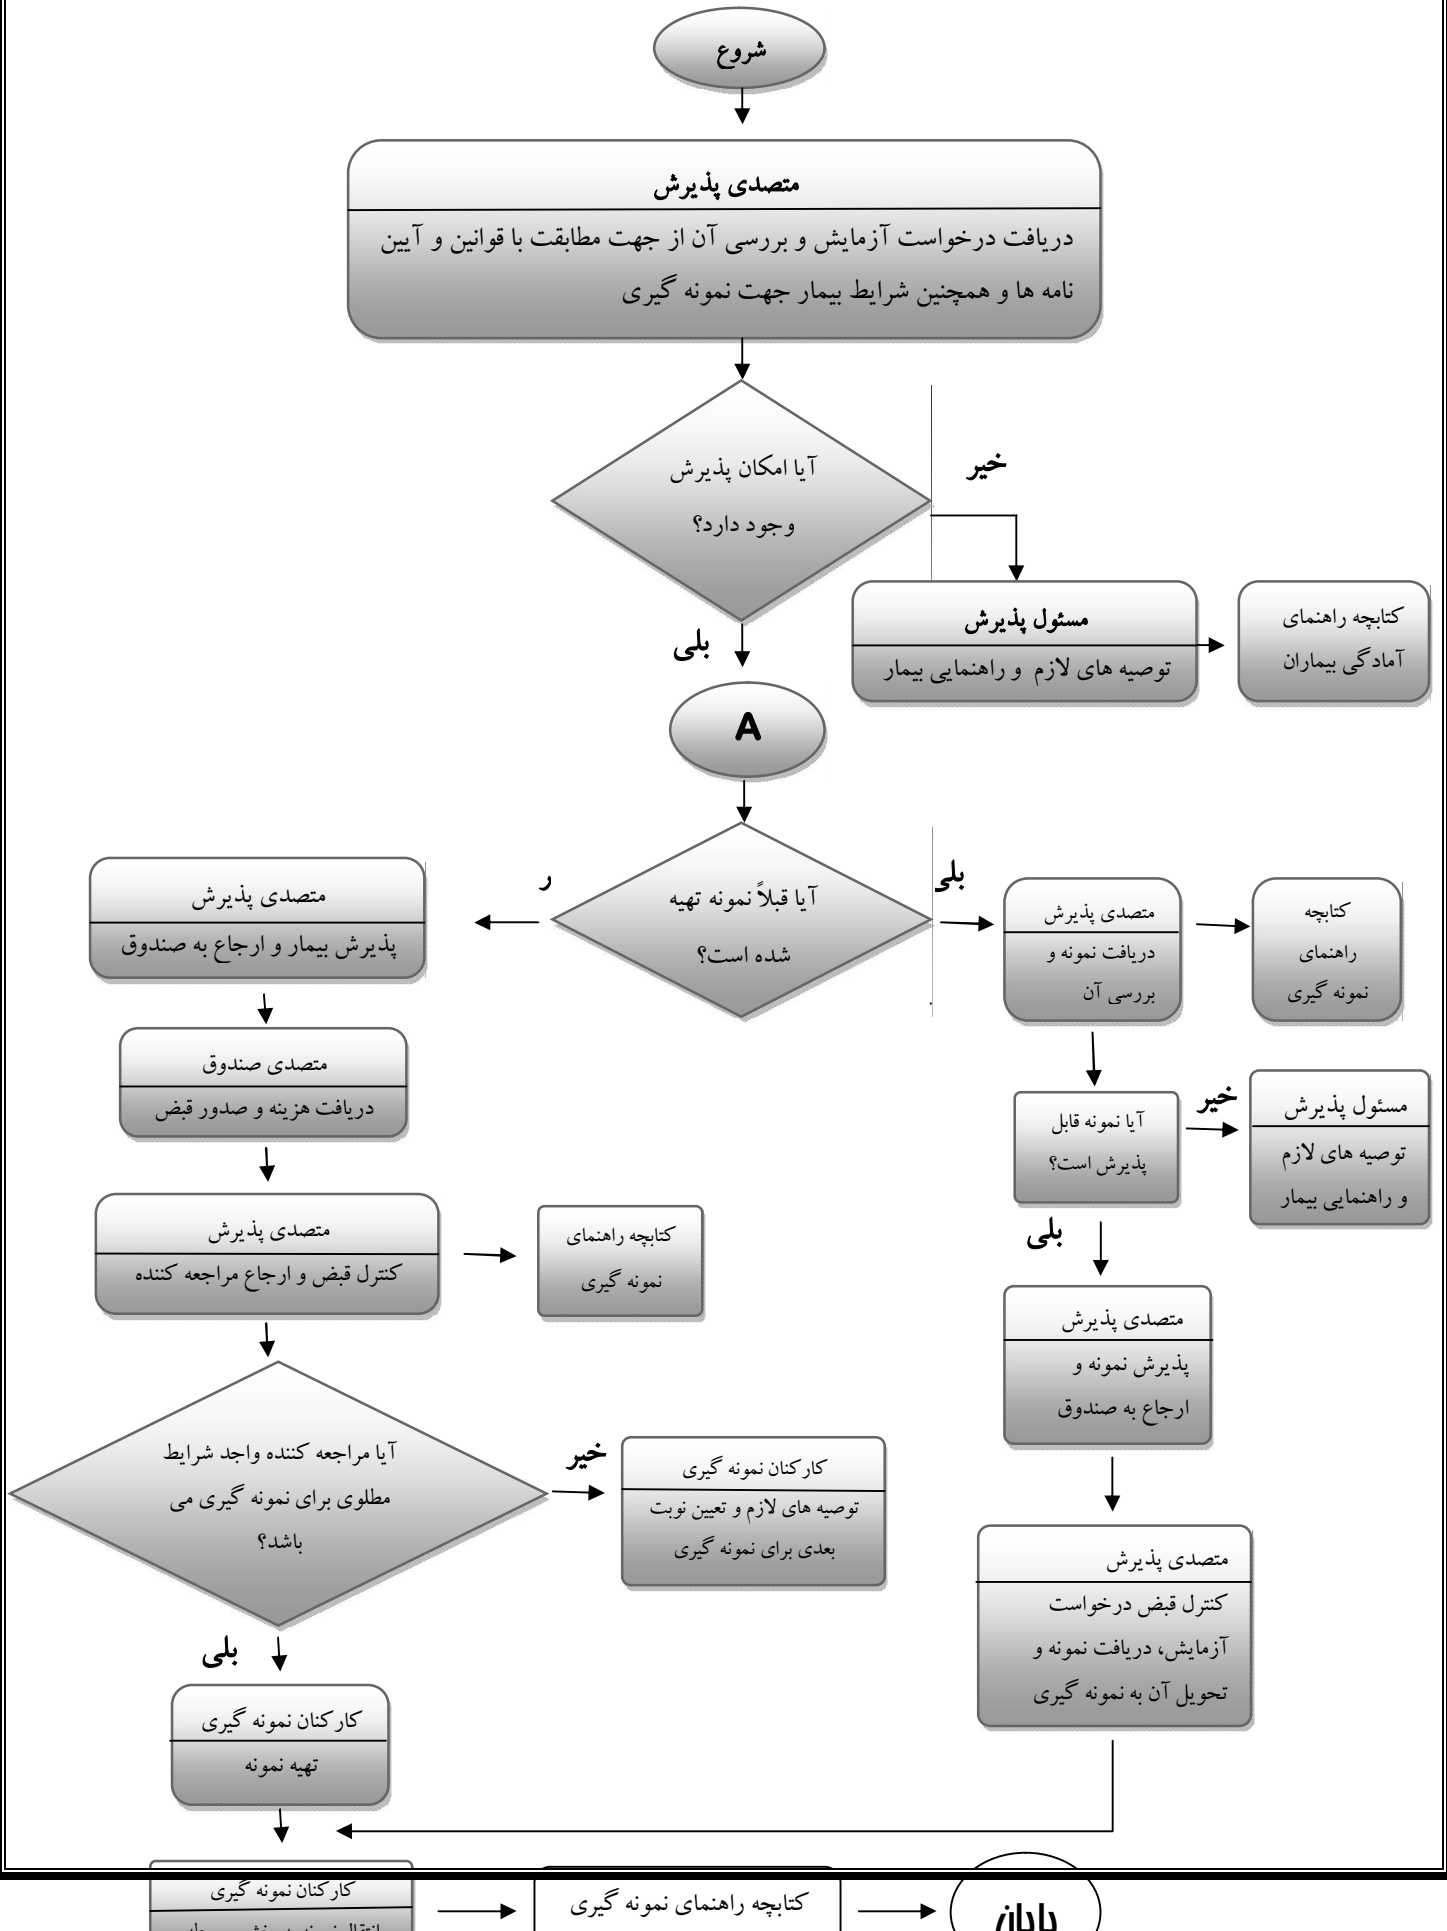 شروع
متصدی پذیرش
دریافت درخواست آزمایش و بررسی آن از جهت مطابقت با قوانین و آیین
نامه ها و همچنین شرایط بیمار جهت نمونه گیری
آیا امکان پذیرش
وجود دارد؟
خیر
بلی
مسئول پذیرش
توصیه های لازم و راهنمایی بیمار
کتابچه راهنمای
آمادگی بیماران
A
آیا قبلاً نمونه تهیه
شده است؟
بلی
متصدی پذیرش
دریافت نمونه و
بررسی آن
کتابچه
راهنمای
نمونه گیری
متصدی پذیرش
پذیرش بیمار و ارجاع به صندوق
متصدی صندوق
دریافت هزینه و صدور قبض
آیا نمونه قابل
پذیرش است؟
خیر
مسئول پذیرش
توصیه های لازم
و راهنمایی بیمار
بلی
متصدی پذیرش
کنترل قبض و ارجاع مراجعه کننده
کتابچه راهنمای
نمونه گیری
متصدی پذیرش
پذیرش نمونه و
ارجاع به صندوق
آیا مراجعه کننده واجد شرایط
مطلوی برای نمونه گیری می
باشد؟
خیر
کارکنان نمونه گیری
توصیه های لازم و تعیین نوبت
بعدی برای نمونه گیری
متصدی پذیرش
کنترل قبض درخواست
آزمایش، دریافت نمونه و
تحویل آن به نمونه گیری
بلی
کارکنان نمونه گیری
تهیه نمونه
کارکنان نمونه گیری
کتابچه راهنمای نمونه گیری
پایان